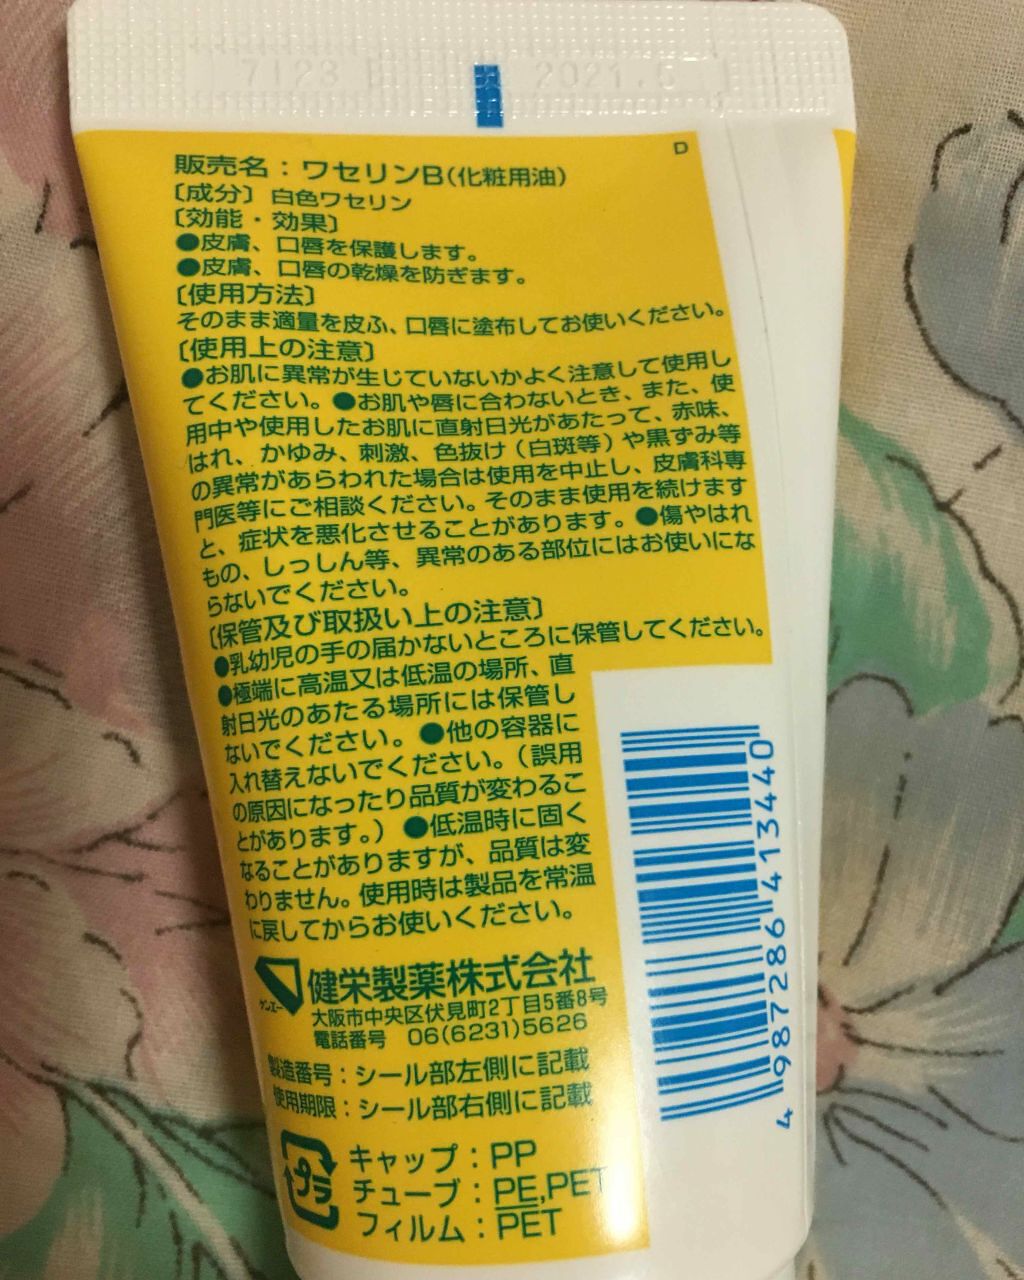 7123 2021.6
D
販売名：ワセリンB(化粧用油)
〔成分〕白色ワセリン
〔効能・効果〕
●皮膚、口唇を保護します。
●皮膚、口唇の乾燥を防ぎます。
〔使用方法〕
そのまま適量を皮ふ、口唇に塗布してお使いください。
〔使用上の注意〕
●お肌に異常が生じていないかよく注意して使用し
てください。●お肌や唇に合わないとき、また、使
用中や使用したお肌に直射日光があたって、赤味、
はれ、かゆみ、刺激、色抜け（白斑等）や黒ずみ等
の異常があらわれた場合は使用を中止し、皮膚科専
門医等にご相談ください。そのまま使用を続けます
と、症状を悪化させることがあります。●傷やはれ
もの、しっしん等、異常のある部位にはお使いにな
らないでください。
〔保管及び取扱い上の注意〕
●乳幼児の手の届かないところに保管してください。
●極端に高温又は低温の場所、直
射日光のあたる場所には保管し
ないでください。●他の容器に
入れ替えないでください。（誤用
の原因になったり品質が変わるこ
とがあります。）●低温時に固く
なることがありますが、品質は変
わりません。使用時は製品を常温
に戻してからお使いください。
ケンエー 健栄製薬株式会社
大阪市中央区伏見町2丁目5番8号
電話番号 06(6231)5626
製造番号：シール部左側に記載
使用期限：シール部右側に記載
プラ
キャップ：PP
チューブ：PE,PET
フィルム：PET
4 987286 413440